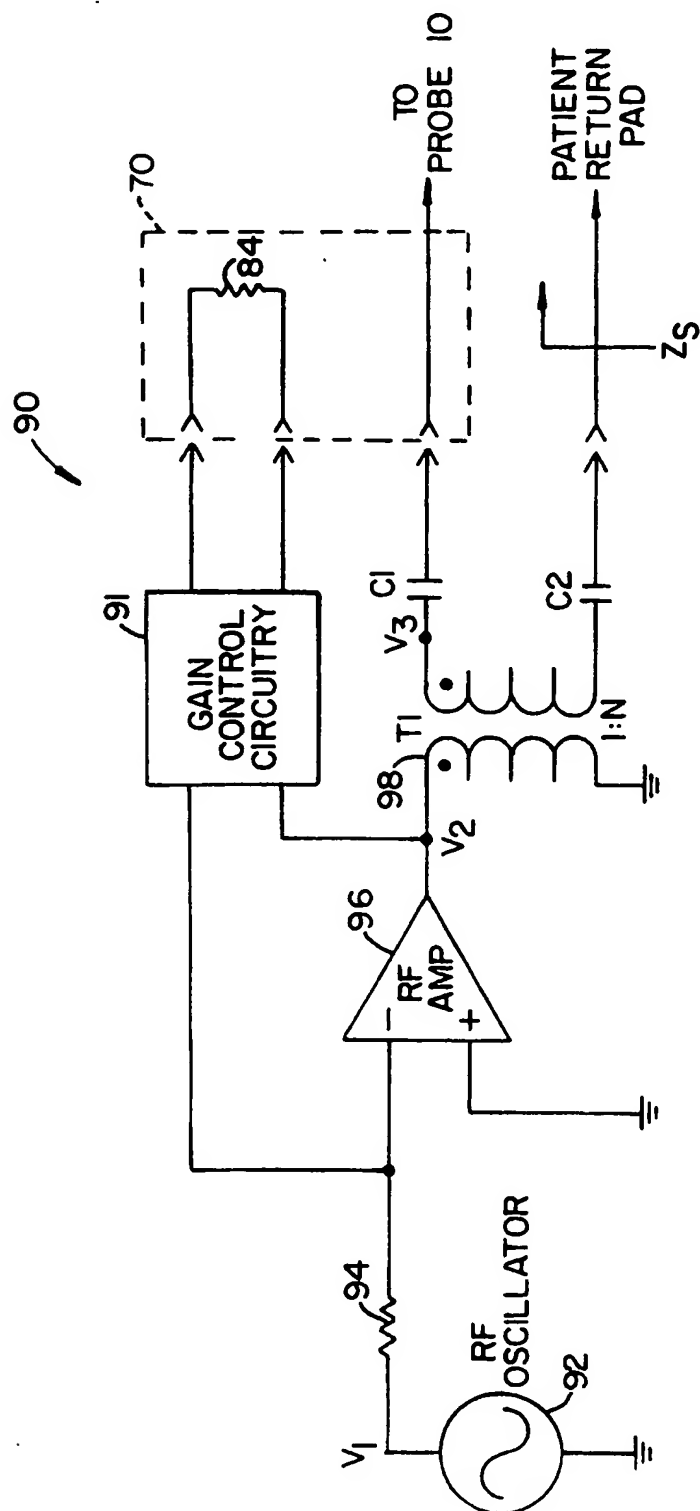 90
70
84
91
GAIN
CONTROL
CIRCUITRY
TO
PROBE 10
V3
C1
T1
98
1:N
C2
PATIENT
RETURN
PAD
ZS
V2
96
RF
AMP
-
+
94
V1
RF
OSCILLATOR
92